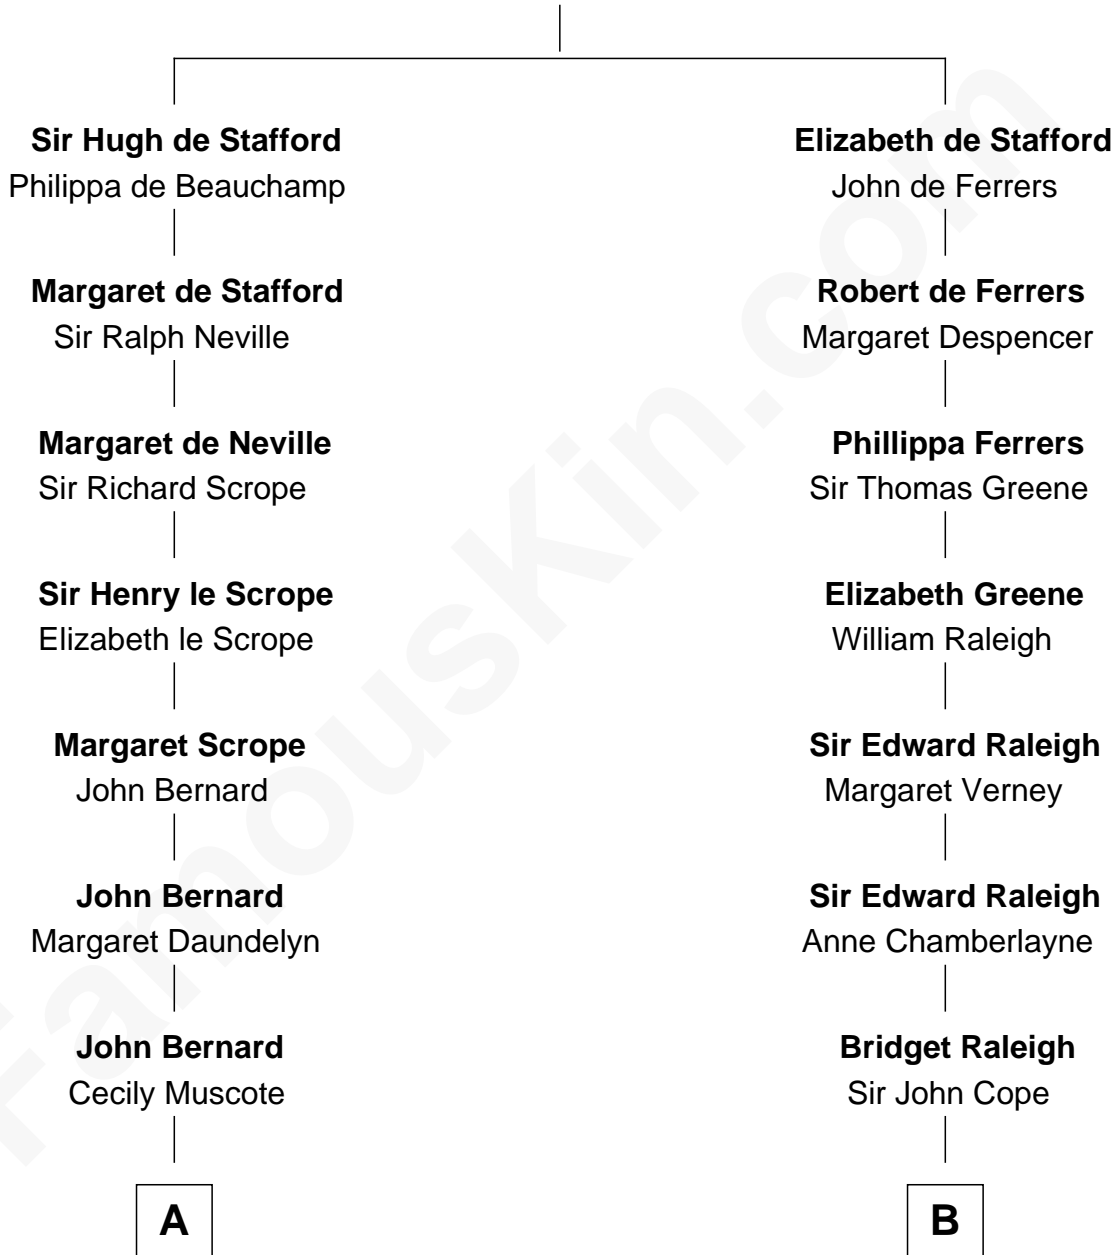 Sir Hugh de Stafford
Philippa de Beauchamp
Margaret de Stafford
Sir Ralph Neville
Margaret de Neville
Sir Richard Scrope
Sir Henry le Scrope
Elizabeth le Scrope
Margaret Scrope
John Bernard
John Bernard
Margaret Daundelyn
John Bernard
Cecily Muscote
A
Elizabeth de Stafford
John de Ferrers
Robert de Ferrers
Margaret Despencer
Phillippa Ferrers
Sir Thomas Greene
Elizabeth Greene
William Raleigh
Sir Edward Raleigh
Margaret Verney
Sir Edward Raleigh
Anne Chamberlayne
Bridget Raleigh
Sir John Cope
B
FamousKin.com